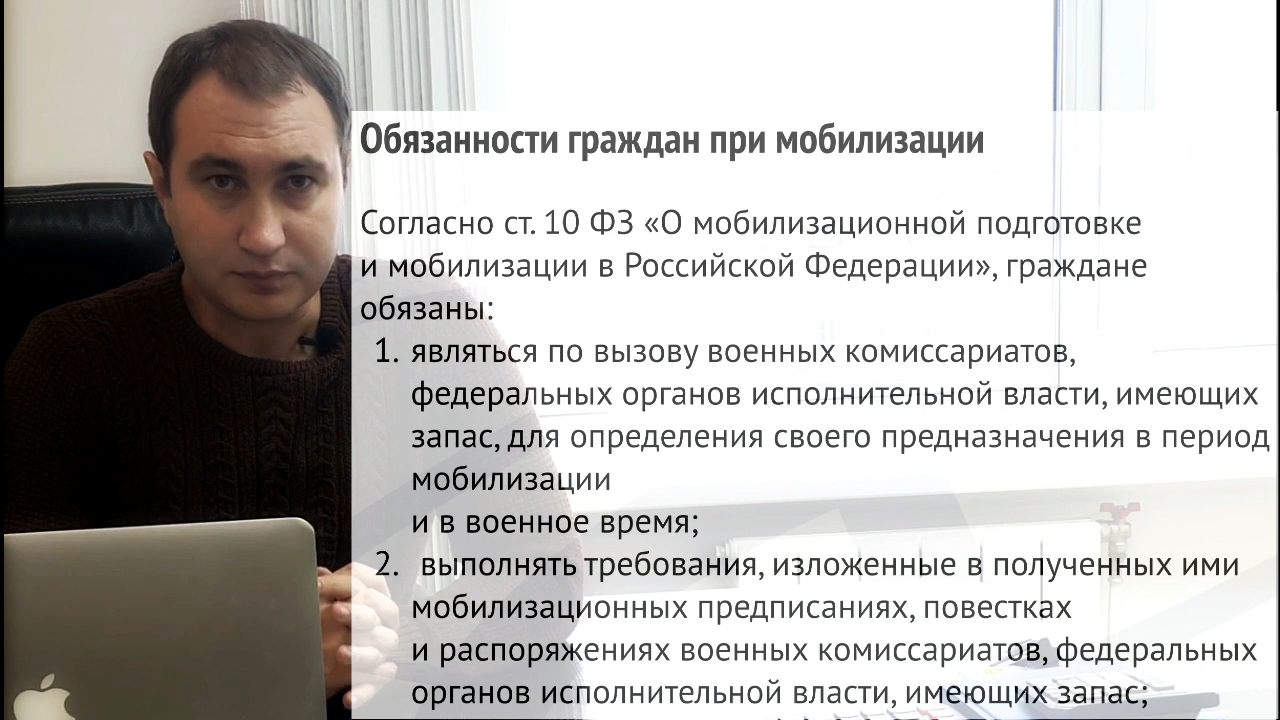 Обязанности граждан при мобилизации
Согласно ст. 10 ФЗ «О мобилизационной подготовке
и мобилизации в Российской Федерации», граждане
обязаны:
1. являться по вызову военных комиссариатов,
федеральных органов исполнительной власти, имеющих
запас, для определения своего предназначения в период
мобилизации
и в военное время;
2. выполнять требования, изложенные в полученных ими
мобилизационных предписаниях, повестках
и распоряжениях военных комиссариатов, федеральных
органов исполнительной власти, имеющих запас;